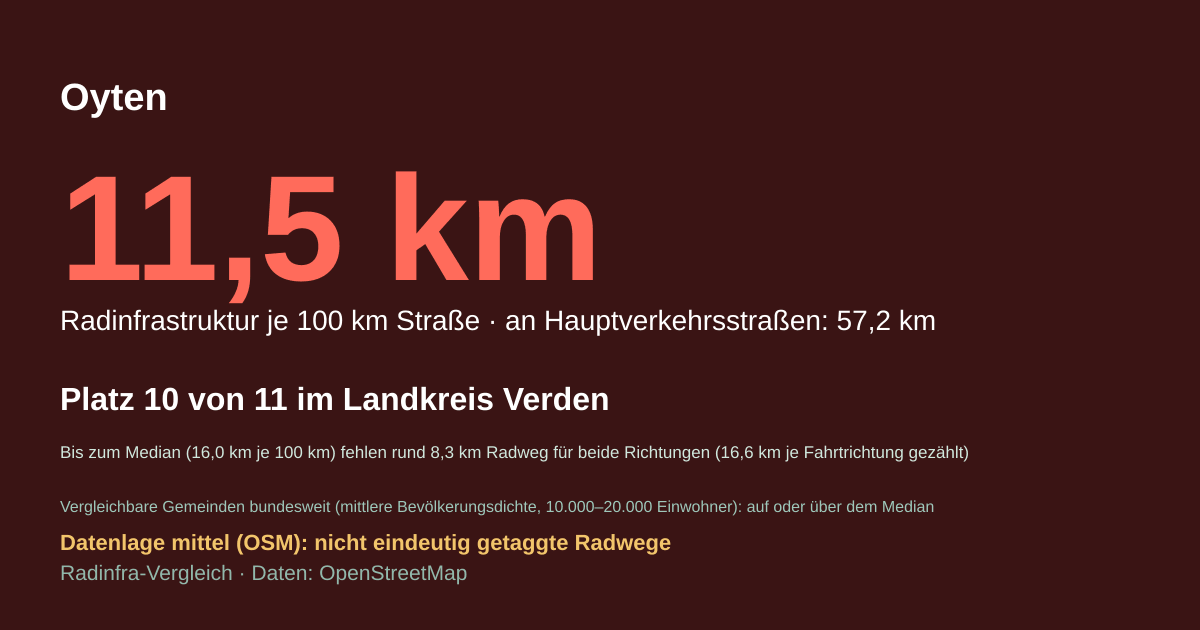 Oyten
11,5 km
Radinfrastruktur je 100 km Straße · an Hauptverkehrsstraßen: 57,2 km
Platz 10 von 11 im Landkreis Verden
Bis zum Median (16,0 km je 100 km) fehlen rund 8,3 km Radweg für beide Richtungen (16,6 km je Fahrtrichtung gezählt)
Vergleichbare Gemeinden bundesweit (mittlere Bevölkerungsdichte, 10.000–20.000 Einwohner): auf oder über dem Median
Datenlage mittel (OSM): nicht eindeutig getaggte Radwege
Radinfra-Vergleich · Daten: OpenStreetMap